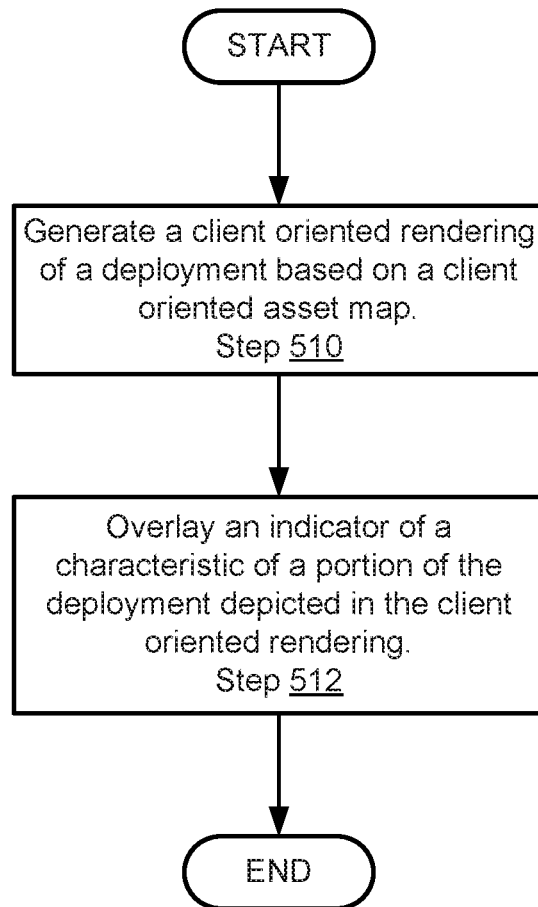 START
Generate a client oriented rendering
of a deployment based on a client
oriented asset map.
Step 510
Overlay an indicator of a
characteristic of a portion of the
deployment depicted in the client
oriented rendering.
Step 512
END